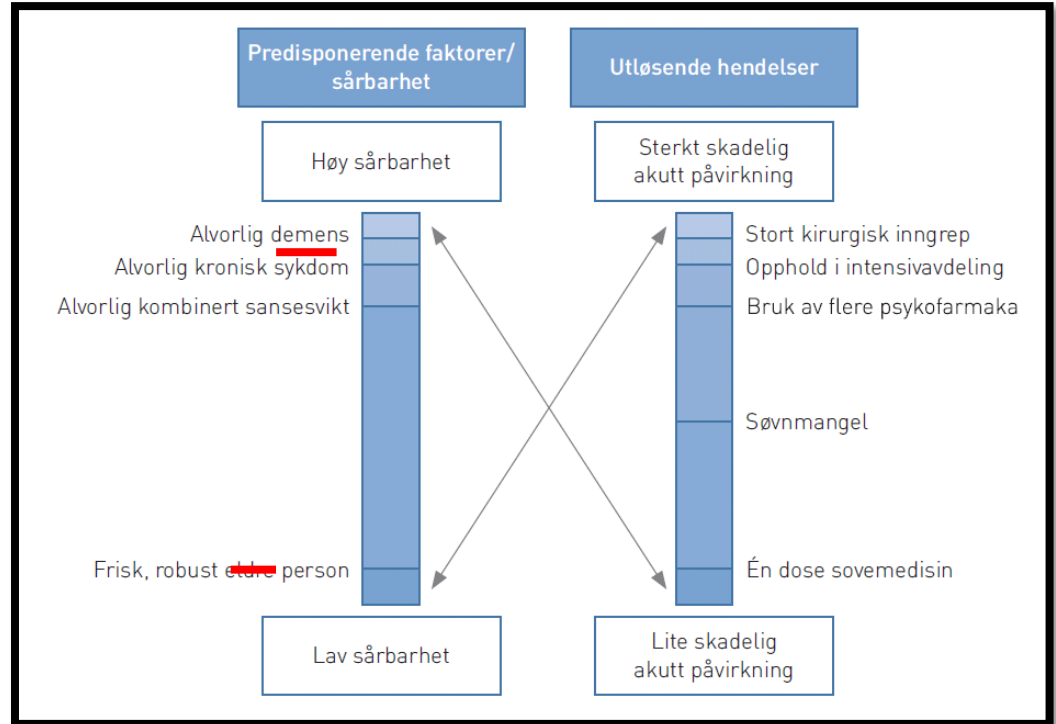 Predisponerende faktorer/
sårbarhet
Utløsende hendelser
Høy sårbarhet
Sterkt skadelig
akutt påvirkning
Alvorlig demens
Alvorlig kronisk sykdom
Alvorlig kombinert sansesvikt
Frisk, robust eldre person
Stort kirurgisk inngrep
Opphold i intensivavdeling
Bruk av flere psykofarmaka
Søvnmangel
Én dose sovemedisin
Lav sårbarhet
Lite skadelig
akutt påvirkning